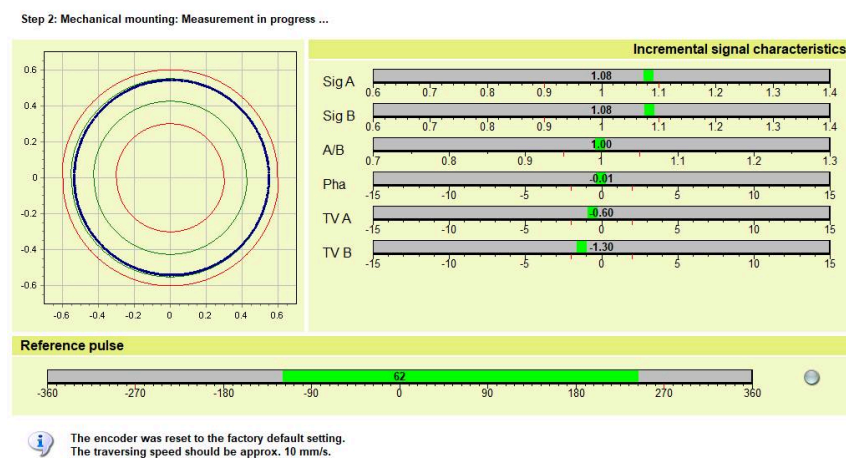 Step 2: Mechanical mounting: Measurement in progress ...
Incremental signal characteristics
0.6
0.4
0.2
0
-0.2
-0.4
-0.6
-0.6 -0.4 -0.2 0 0.2 0.4 0.6
Sig A 1.08
0.6 0.7 0.8 0.9 1 1.1 1.2 1.3 1.4
Sig B 1.08
0.6 0.7 0.8 0.9 1 1.1 1.2 1.3 1.4
A/B 1.00
0.7 0.8 0.9 1 1.1 1.2 1.3
Pha -0.01
-15 -10 -5 0 5 10 15
TV A -0.60
-15 -10 -5 0 5 10 15
TV B -1.30
-15 -10 -5 0 5 10 15
Reference pulse
62
-360 -270 -180 -90 0 90 180 270 360
The encoder was reset to the factory default setting.
The traversing speed should be approx. 10 mm/s.